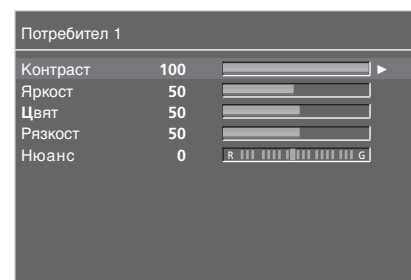 Потребител 1
Контраст 100
Яркост 50
Цвят 50
Рязкост 50
Нюанс 0 R G